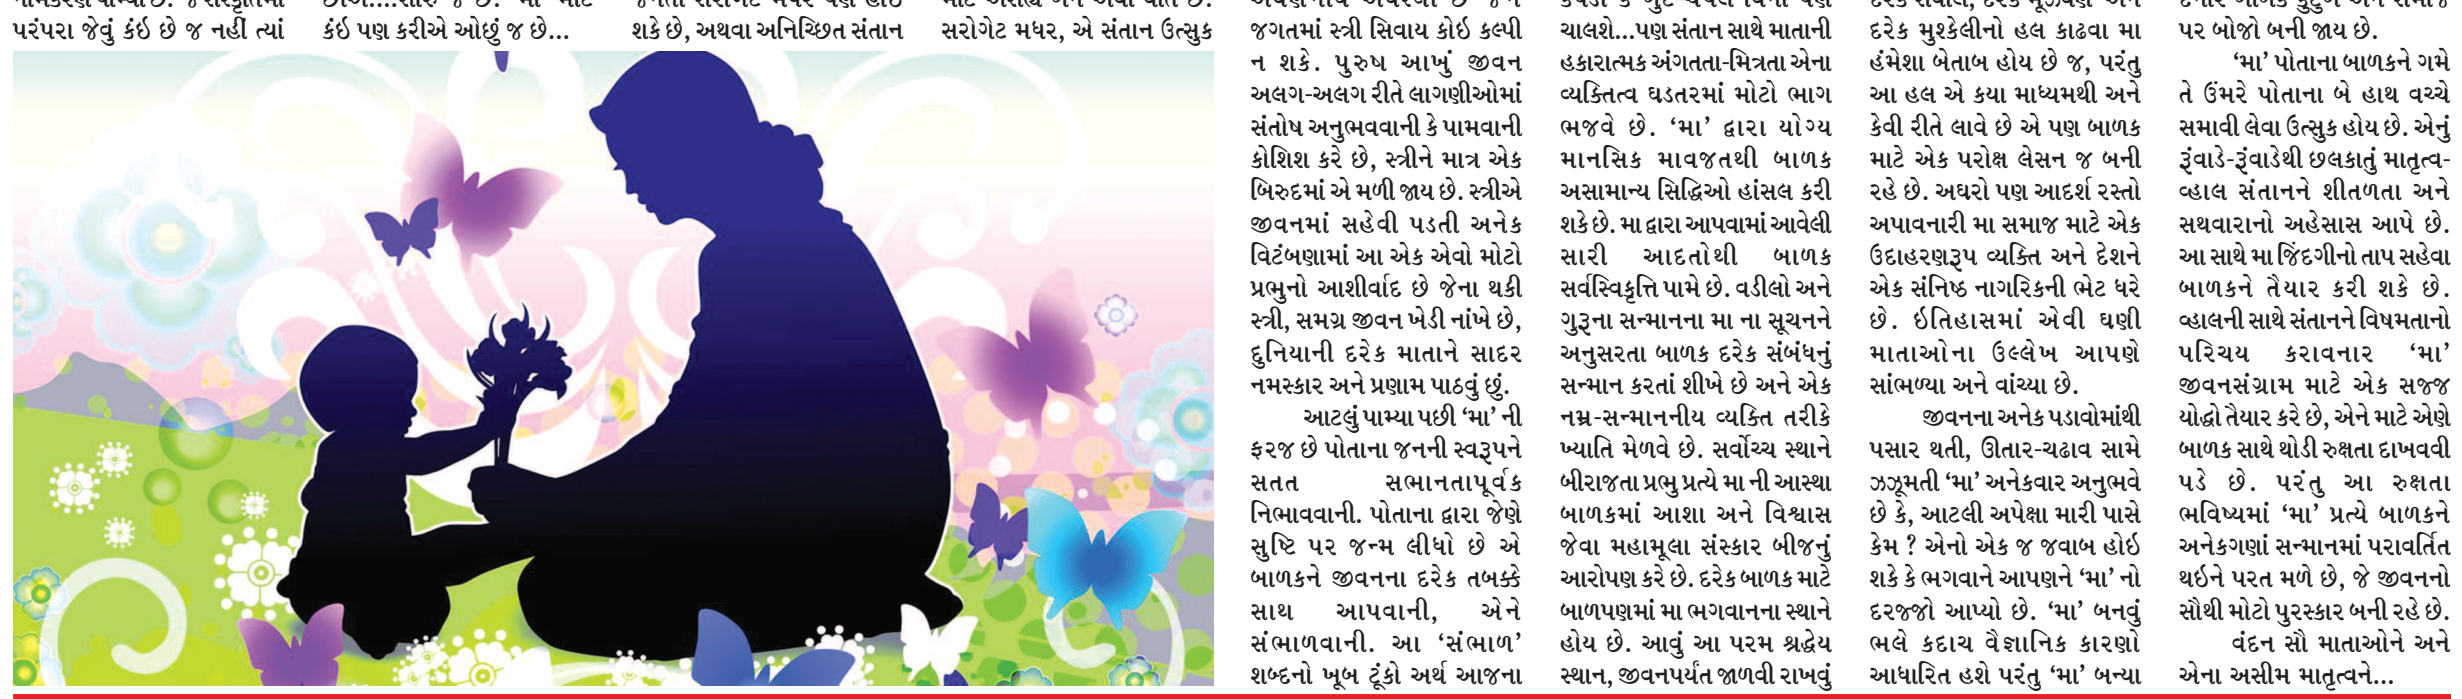 પરંપરા જેવું કંઇ છે જ નહીં ત્યાં
કંઇ પણ કરીએ ઓછું જ છે...
શકે છે, અથવા અનિચ્છિત સંતાન
સરોગેટ મધર, એ સંતાન ઉત્સુક
જગતમાં સ્ત્રી સિવાય કોઇ કલ્પી
ન શકે. પુરુષ આખું જીવન
અલગ-અલગ રીતે લાગણીઓમાં
સંતોષ અનુભવવાની કે પામવાની
કોશિશ કરે છે, સ્ત્રીને માત્ર એક
બિરુદમાં એ મળી જાય છે. સ્ત્રીએ
જીવનમાં સહેવી પડતી અનેક
વિટંબણામાં આ એક એવો મોટો
પ્રભુનો આશીર્વાદ છે જેના થકી
સ્ત્રી, સમગ્ર જીવન ખેડી નાંખે છે,
દુનિયાની દરેક માતાને સાદર
નમસ્કાર અને પ્રણામ પાઠવું છું.
આટલું પામ્યા પછી ‘મા’ ની
ફરજ છે પોતાના જનની સ્વરૂપને
સતત સભાનતાપૂર્વક
નિભાવવાની. પોતાના દ્વારા જેણે
સુષ્ટિ પર જન્મ લીધો છે એ
બાળકને જીવનના દરેક તબક્કે
સાથ આપવાની, એને
સંભાળવાની. આ ‘સંભાળ’
શબ્દનો ખૂબ ટૂંકો અર્થ આજના
ચાલશે...પણ સંતાન સાથે માતાની
હકારાત્મક અંગતતા-મિત્રતા એના
વ્યક્તિત્વ ઘડતરમાં મોટો ભાગ
ભજવે છે. ‘મા’ દ્વારા યોગ્ય
માનસિક માવજતથી બાળક
અસામાન્ય સિદ્ધિઓ હાંસલ કરી
શકે છે. મા દ્વારા આપવામાં આવેલી
સારી આદતોથી બાળક
સર્વસ્વિકૃત્તિ પામે છે. વડીલો અને
ગુરૂના સન્માનના મા ના સૂચનને
અનુસરતા બાળક દરેક સંબંધનું
સન્માન કરતાં શીખે છે અને એક
નમ્ર-સન્માનનીય વ્યક્તિ તરીકે
ખ્યાતિ મેળવે છે. સર્વોચ્ચ સ્થાને
બીરાજતા પ્રભુ પ્રત્યે મા ની આસ્થા
બાળકમાં આશા અને વિશ્વાસ
જેવા મહામૂલા સંસ્કાર બીજનું
આરોપણ કરે છે. દરેક બાળક માટે
બાળપણમાં મા ભગવાનના સ્થાને
હોય છે. આવું આ પરમ શ્રદ્ધેય
સ્થાન, જીવનપર્યંત જાળવી રાખવું
દરેક મુશ્કેલીનો હલ કાઢવા મા
હંમેશા બેતાબ હોય છે જ, પરંતુ
આ હલ એ કયા માધ્યમથી અને
કેવી રીતે લાવે છે એ પણ બાળક
માટે એક પરોક્ષ લેસન જ બની
રહે છે. અઘરો પણ આદર્શ રસ્તો
અપાવનારી મા સમાજ માટે એક
ઉદાહરણરૂપ વ્યક્તિ અને દેશને
એક સંનિષ્ઠ નાગરિકની ભેટ ધરે
છે. ઇતિહાસમાં એવી ઘણી
માતાઓના ઉલ્લેખ આપણે
સાંભળ્યા અને વાંચ્યા છે.
જીવનના અનેક પડાવોમાંથી
પસાર થતી, ઊતાર-ચઢાવ સામે
ઝઝૂમતી ‘મા’ અનેકવાર અનુભવે
છે કે, આટલી અપેક્ષા મારી પાસે
કેમ ? એનો એક જ જવાબ હોઇ
શકે કે ભગવાને આપણને ‘મા’ નો
દરજ્જો આપ્યો છે. ‘મા’ બનવું
ભલે કદાચ વૈજ્ઞાનિક કારણો
આધારિત હશે પરંતુ ‘મા’ બન્યા
પર બોજો બની જાય છે.
‘મા’ પોતાના બાળકને ગમે
તે ઉંમરે પોતાના બે હાથ વચ્ચે
સમાવી લેવા ઉત્સુક હોય છે. એનું
રૂંવાડે-રૂંવાડેથી છલકાતું માતૃત્વ-
વ્હાલ સંતાનને શીતળતા અને
સથવારાનો અહેસાસ આપે છે.
આ સાથે મા જિંદગીનો તાપ સહેવા
બાળકને તૈયાર કરી શકે છે.
વ્હાલની સાથે સંતાનને વિષમતાનો
પરિચય કરાવનાર ‘મા’
જીવનસંગ્રામ માટે એક સજ્જ
યોદ્ધો તૈયાર કરે છે, એને માટે એણે
બાળક સાથે થોડી રુક્ષતા દાખવવી
પડે છે. પરંતુ આ રુક્ષતા
ભવિષ્યમાં ‘મા’ પ્રત્યે બાળકને
અનેકગણાં સન્માનમાં પરાવર્તિત
થઇને પરત મળે છે, જે જીવનનો
સૌથી મોટો પુરસ્કાર બની રહે છે.
વંદન સૌ માતાઓને અને
એના અસીમ માતૃત્વને...